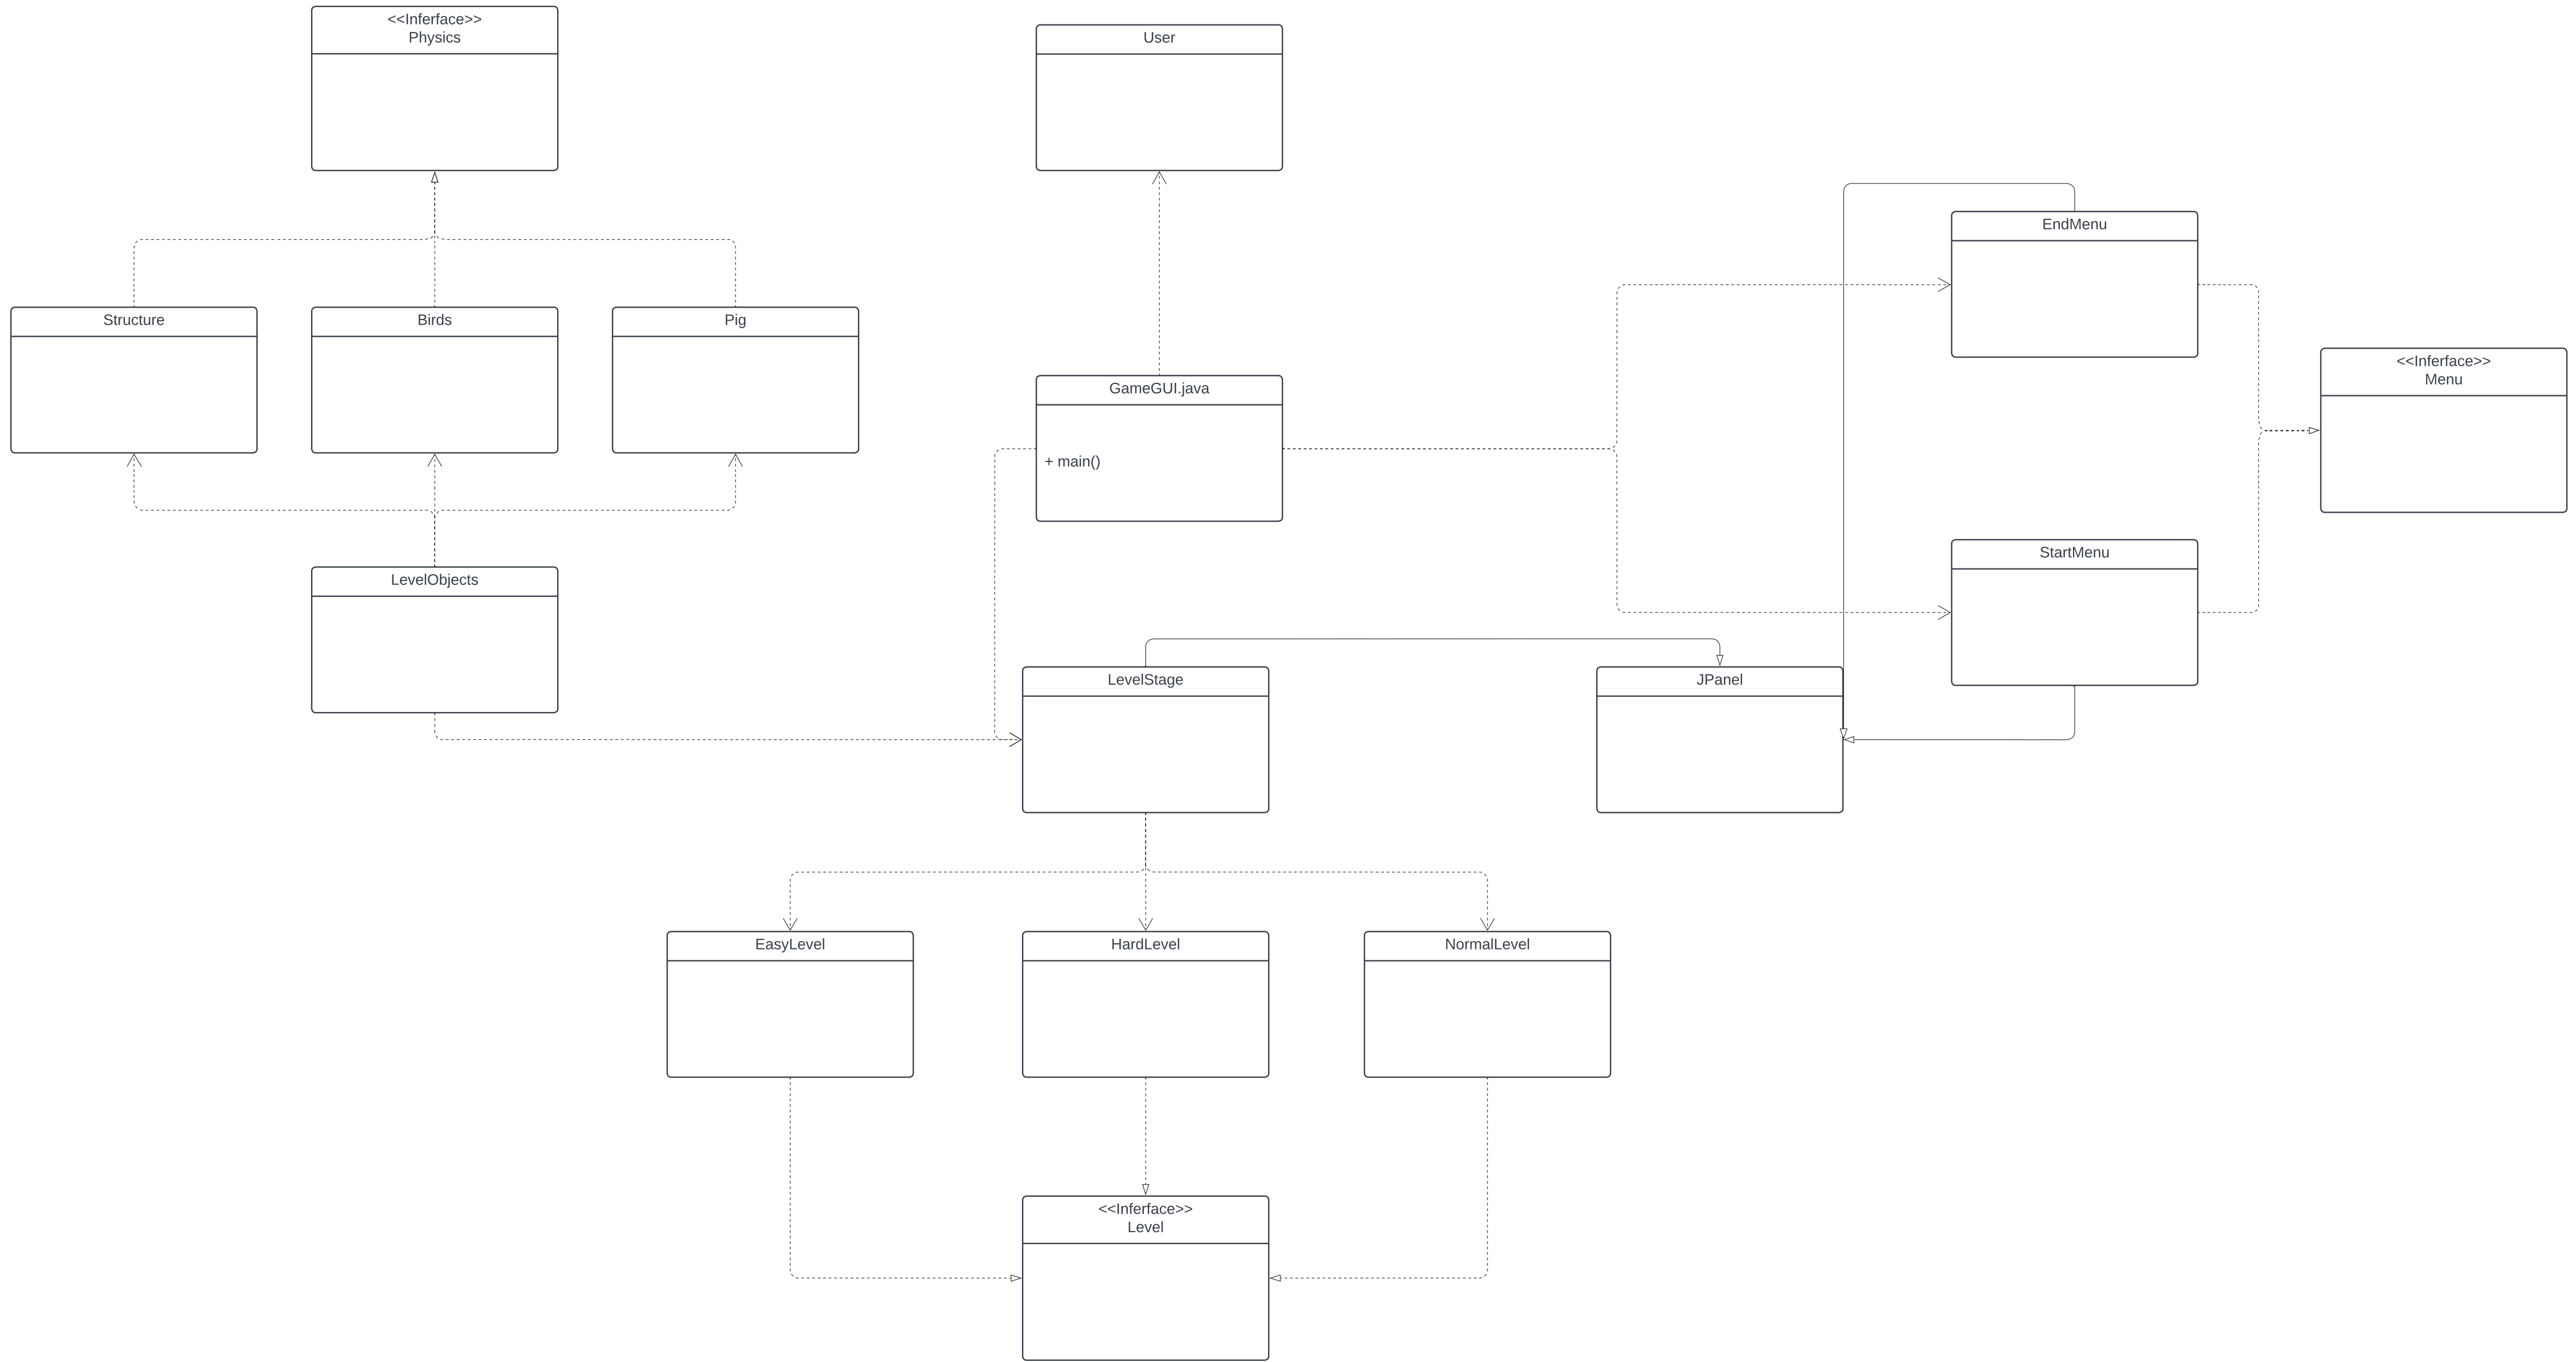 <<Inferface>>
Physics
User
EndMenu
Structure
Birds
Pig
<<Inferface>>
Menu
GameGUI.java
+ main()
StartMenu
LevelObjects
LevelStage
JPanel
EasyLevel
HardLevel
NormalLevel
<<Inferface>>
Level